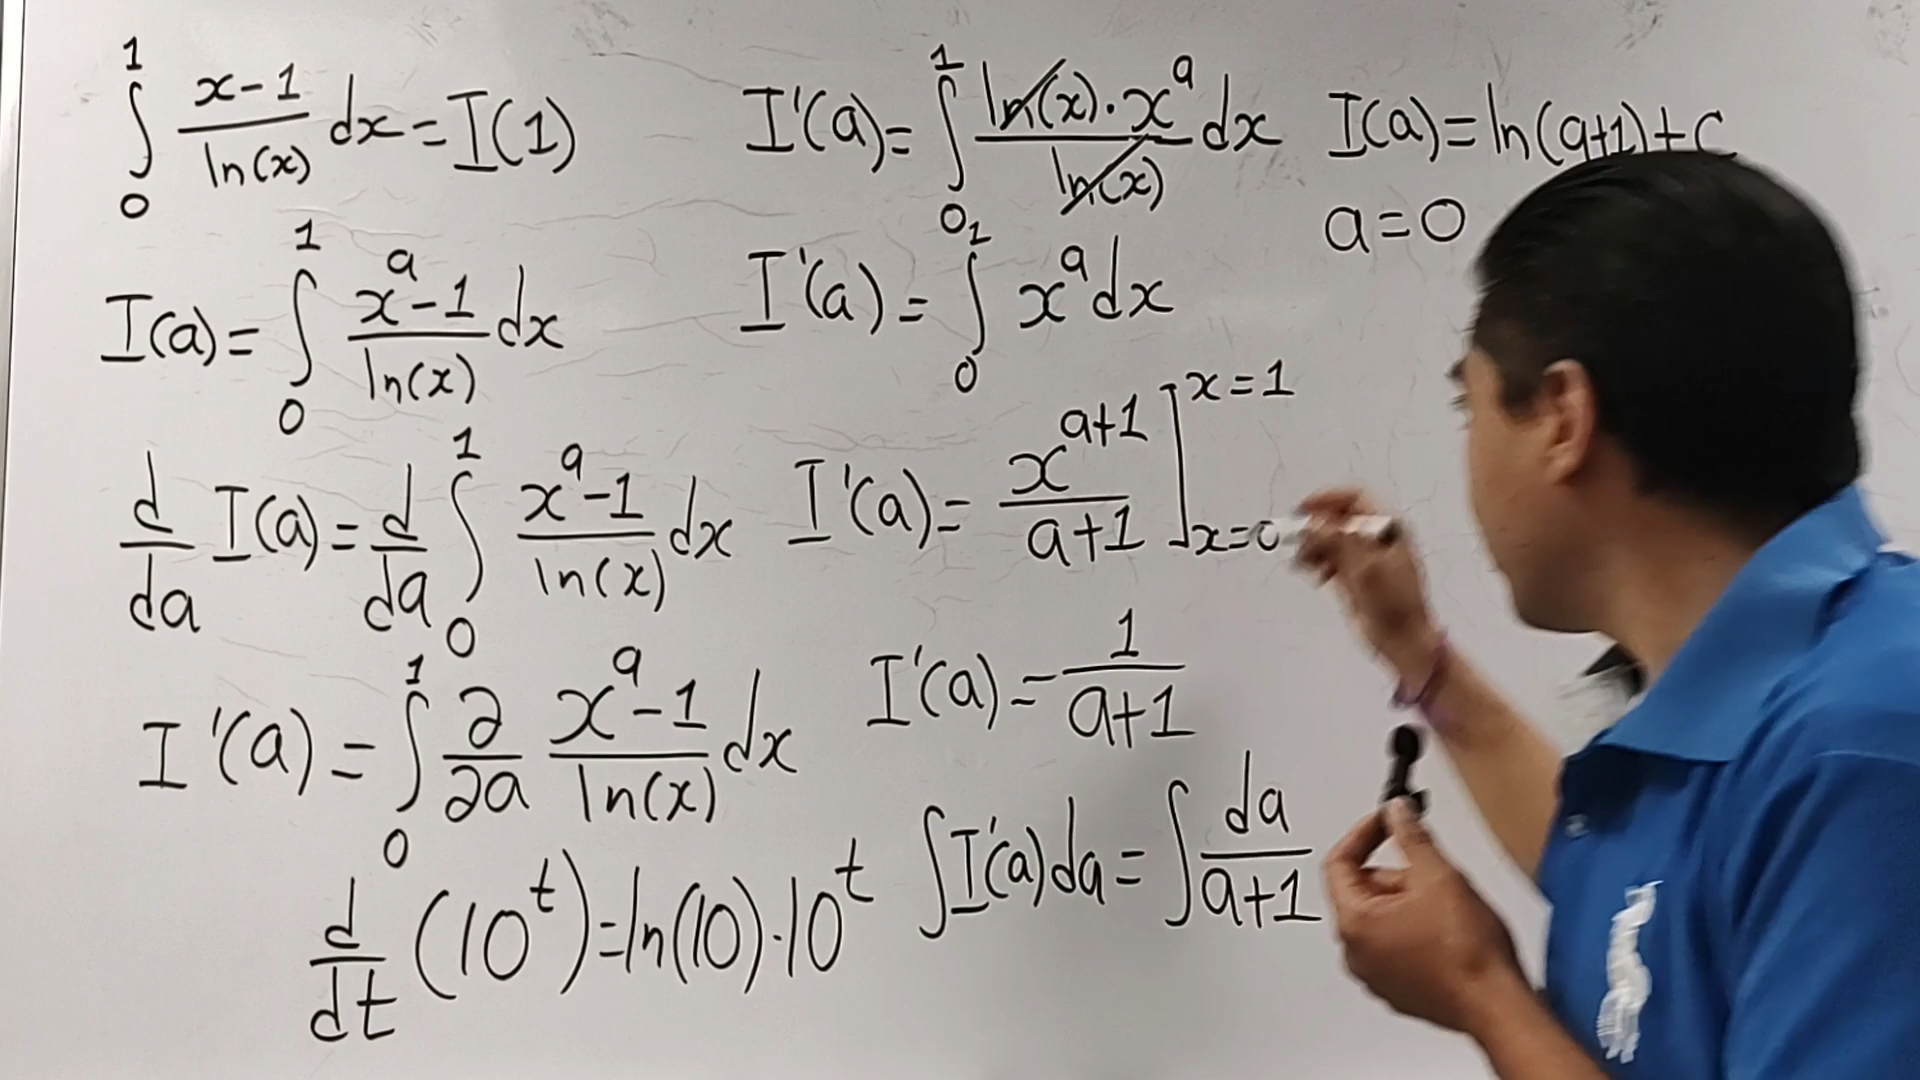 ∫₀¹ (x-1)/ln(x) dx = I(1)
I(a) = ∫₀¹ (x^a-1)/ln(x) dx
d/da I(a) = d/da ∫₀¹ (x^a-1)/ln(x) dx
I'(a) = ∫₀¹ ∂/∂a (x^a-1)/ln(x) dx
d/dt (10^t) = ln(10)·10^t
I'(a) = ∫₀¹ ln(x)·x^a/ln(x) dx
I'(a) = ∫₀¹ x^a dx
I'(a) = x^(a+1)/(a+1) ]_(x=0)^(x=1)
I'(a) = 1/(a+1)
∫I'(a)da = ∫da/(a+1)
I(a) = ln(a+1)+C
a=0